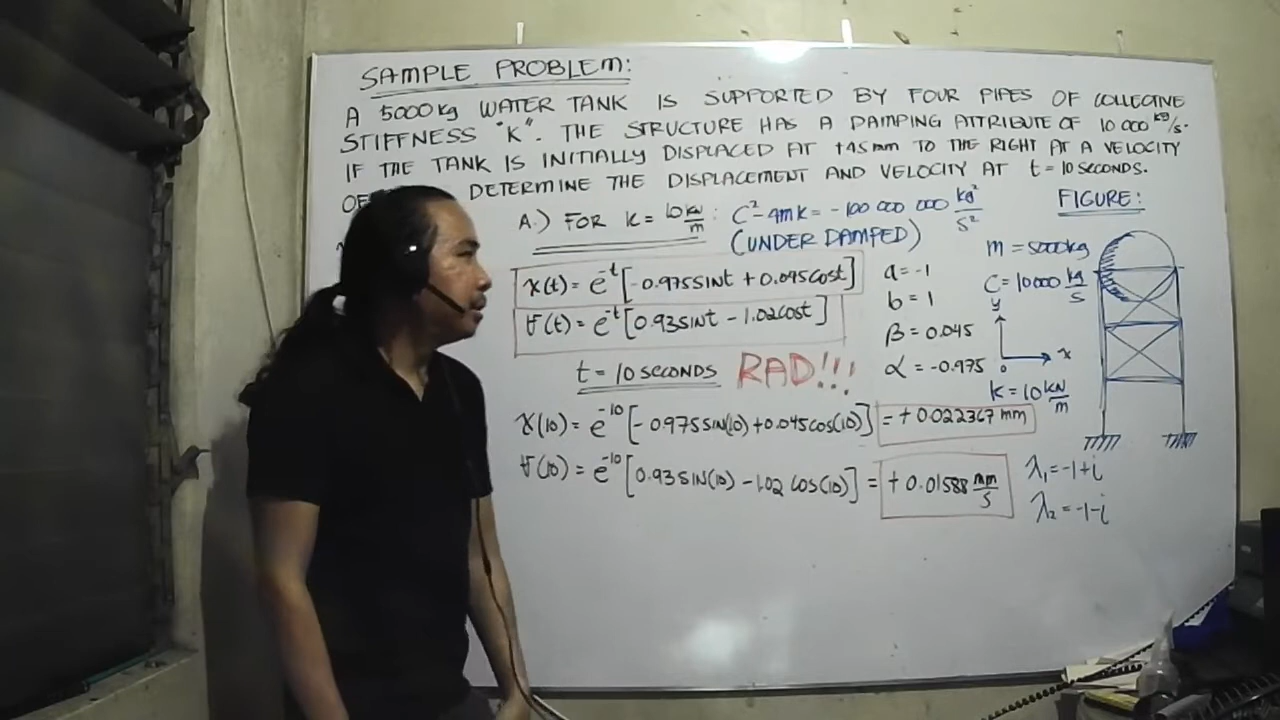 SAMPLE PROBLEM:
A 5000kg WATER TANK IS SUPPORTED BY FOUR PIPES OF COLLECTIVE
STIFFNESS "K". THE STRUCTURE HAS A DAMPING ATTRIBUTE OF 10 000 kg/s.
IF THE TANK IS INITIALLY DISPLACED AT +45mm TO THE RIGHT AT A VELOCITY
OF DETERMINE THE DISPLACEMENT AND VELOCITY AT t = 10 SECONDS.
A.) FOR K = 10 kN/m : C² - 4mK = -100 000 000 kg²/s²
(UNDER DAMPED)
x(t) = e^-t [-0.975sint + 0.045cost]
v(t) = e^-t [0.93sint - 1.02cost]
t = 10 SECONDS RAD!!!
x(10) = e^-10 [-0.975sin(10) + 0.045cos(10)] = +0.022367 mm
v(10) = e^-10 [0.93sin(10) - 1.02cos(10)] = +0.01588 mm/s
a = -1
b = 1
β = 0.045
α = -0.975
FIGURE:
m = 5000kg
C = 10000 kg/s
y
x
0
K = 10 kN/m
λ₁ = -1+i
λ₂ = -1-i